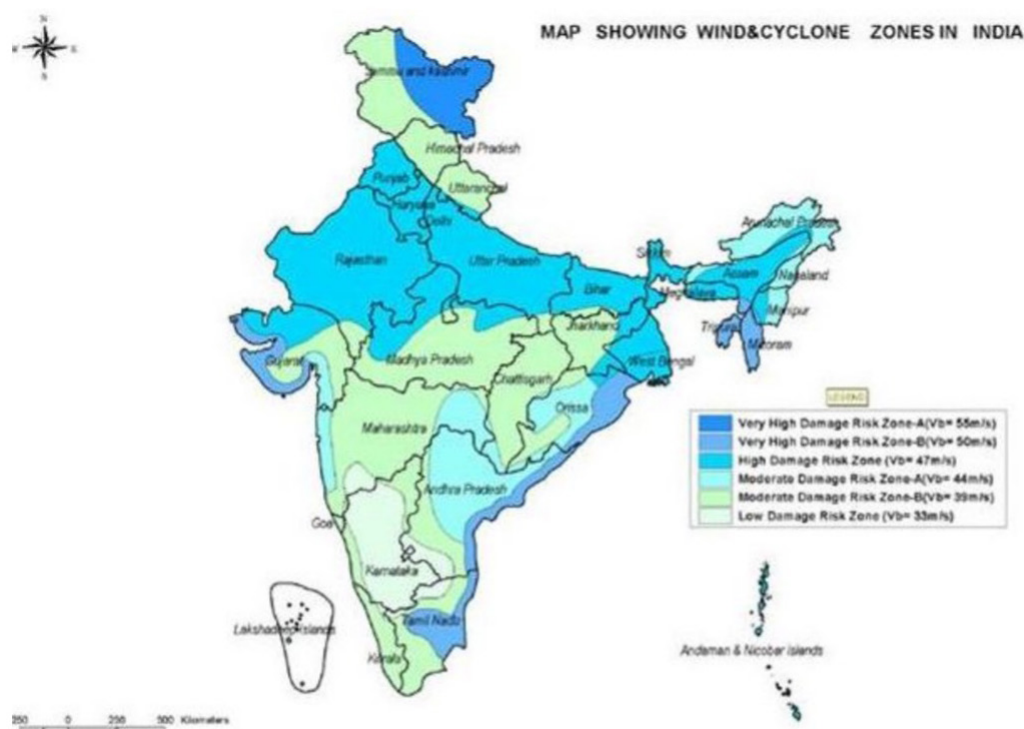 MAP SHOWING WIND&CYCLONE ZONES IN INDIA
N
W
E
S
Jammu and Kashmir
Himachal Pradesh
Punjab
Uttaranchal
Haryana
Delhi
Arunachal Pradesh
Rajasthan
Uttar Pradesh
Sikkim
Assam
Nagaland
Bihar
Meghalaya
Manipur
Jharkhand
Tripura
Mizoram
Gujarat
Madhya Pradesh
West Bengal
Chattisgarh
Orissa
LEGEND
Maharashtra
Very High Damage Risk Zone-A(Vb= 55m/s)
Very High Damage Risk Zone-B(Vb= 50m/s)
High Damage Risk Zone (Vb= 47m/s)
Moderate Damage Risk Zone-A(Vb= 44m/s)
Moderate Damage Risk Zone-B(Vb= 39m/s)
Low Damage Risk Zone (Vb= 33m/s)
Andhra Pradesh
Goa
Karnataka
Tamil Nadu
Lakshadeep Islands
Andaman & Nicobar islands
Kerala
250 0 250 500 Kilometers